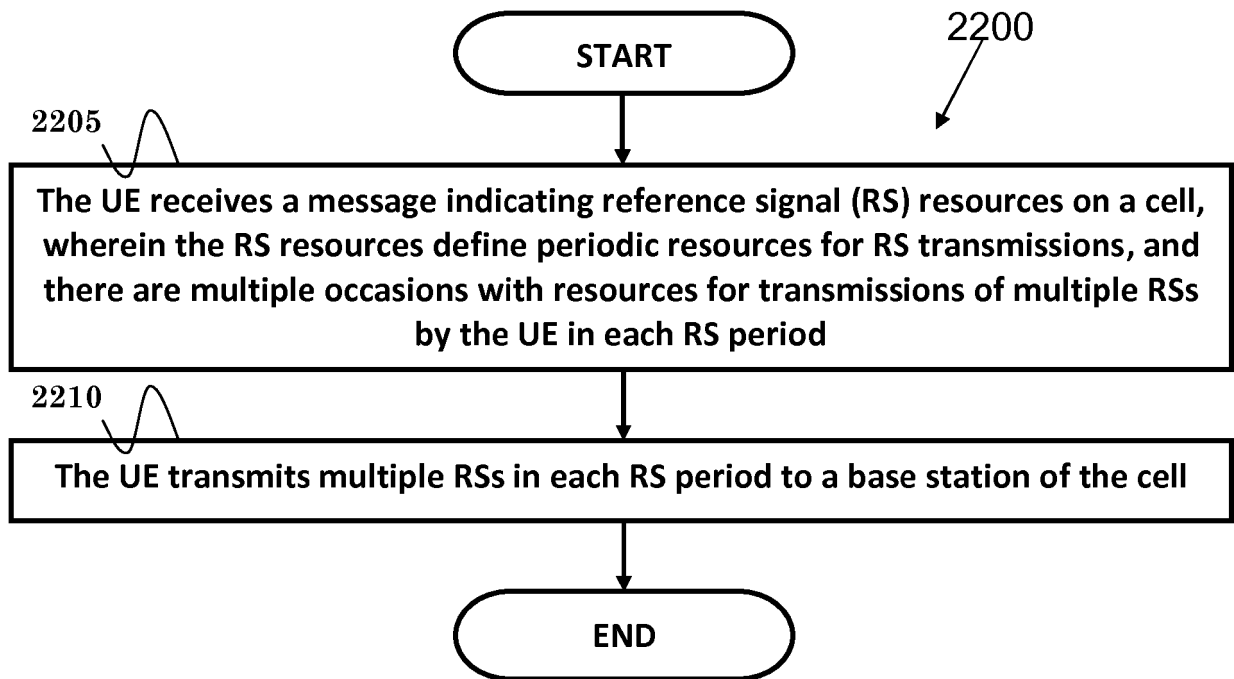 START
2200
2205
The UE receives a message indicating reference signal (RS) resources on a cell,
wherein the RS resources define periodic resources for RS transmissions, and
there are multiple occasions with resources for transmissions of multiple RSs
by the UE in each RS period
2210
The UE transmits multiple RSs in each RS period to a base station of the cell
END